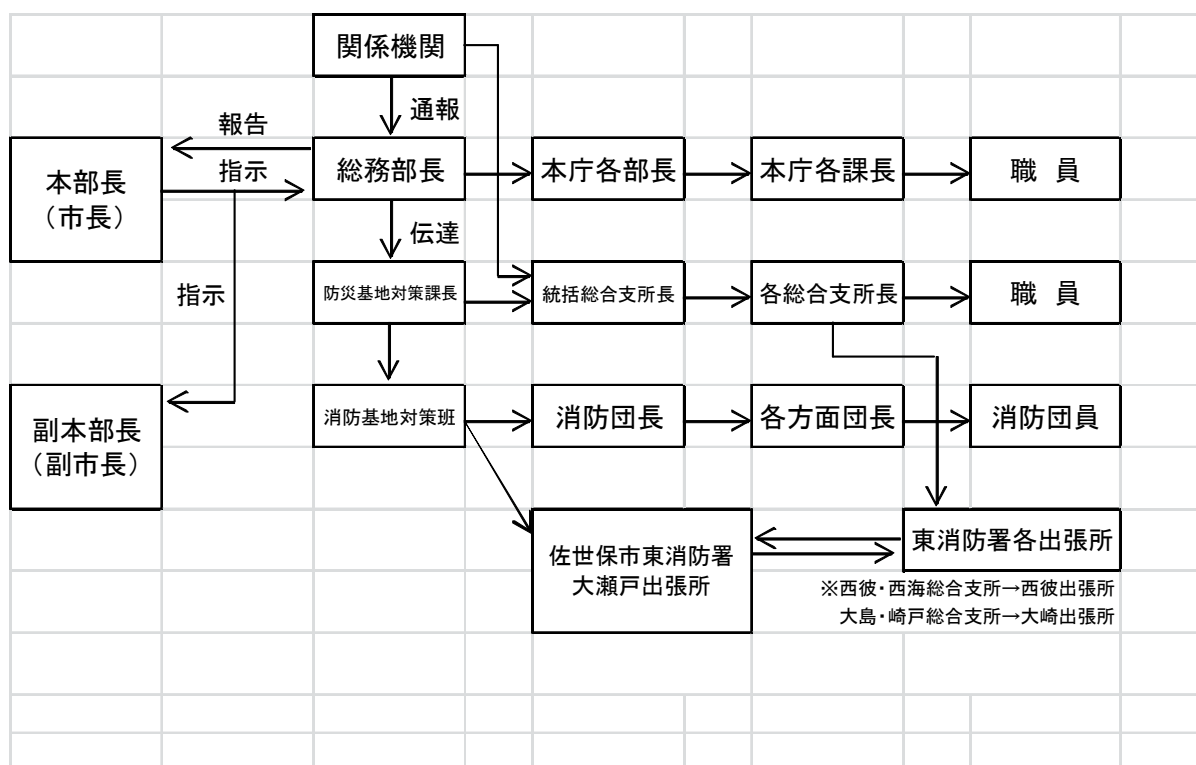 関係機関
通報
報告
本部長
（市長）
指示
総務部長
本庁各部長
本庁各課長
職　員
伝達
指示
防災基地対策課長
統括総合支所長
各総合支所長
職　員
副本部長
（副市長）
消防基地対策班
消防団長
各方面団長
消防団員
佐世保市東消防署
大瀬戸出張所
東消防署各出張所
※西彼・西海総合支所→西彼出張所
大島・崎戸総合支所→大崎出張所